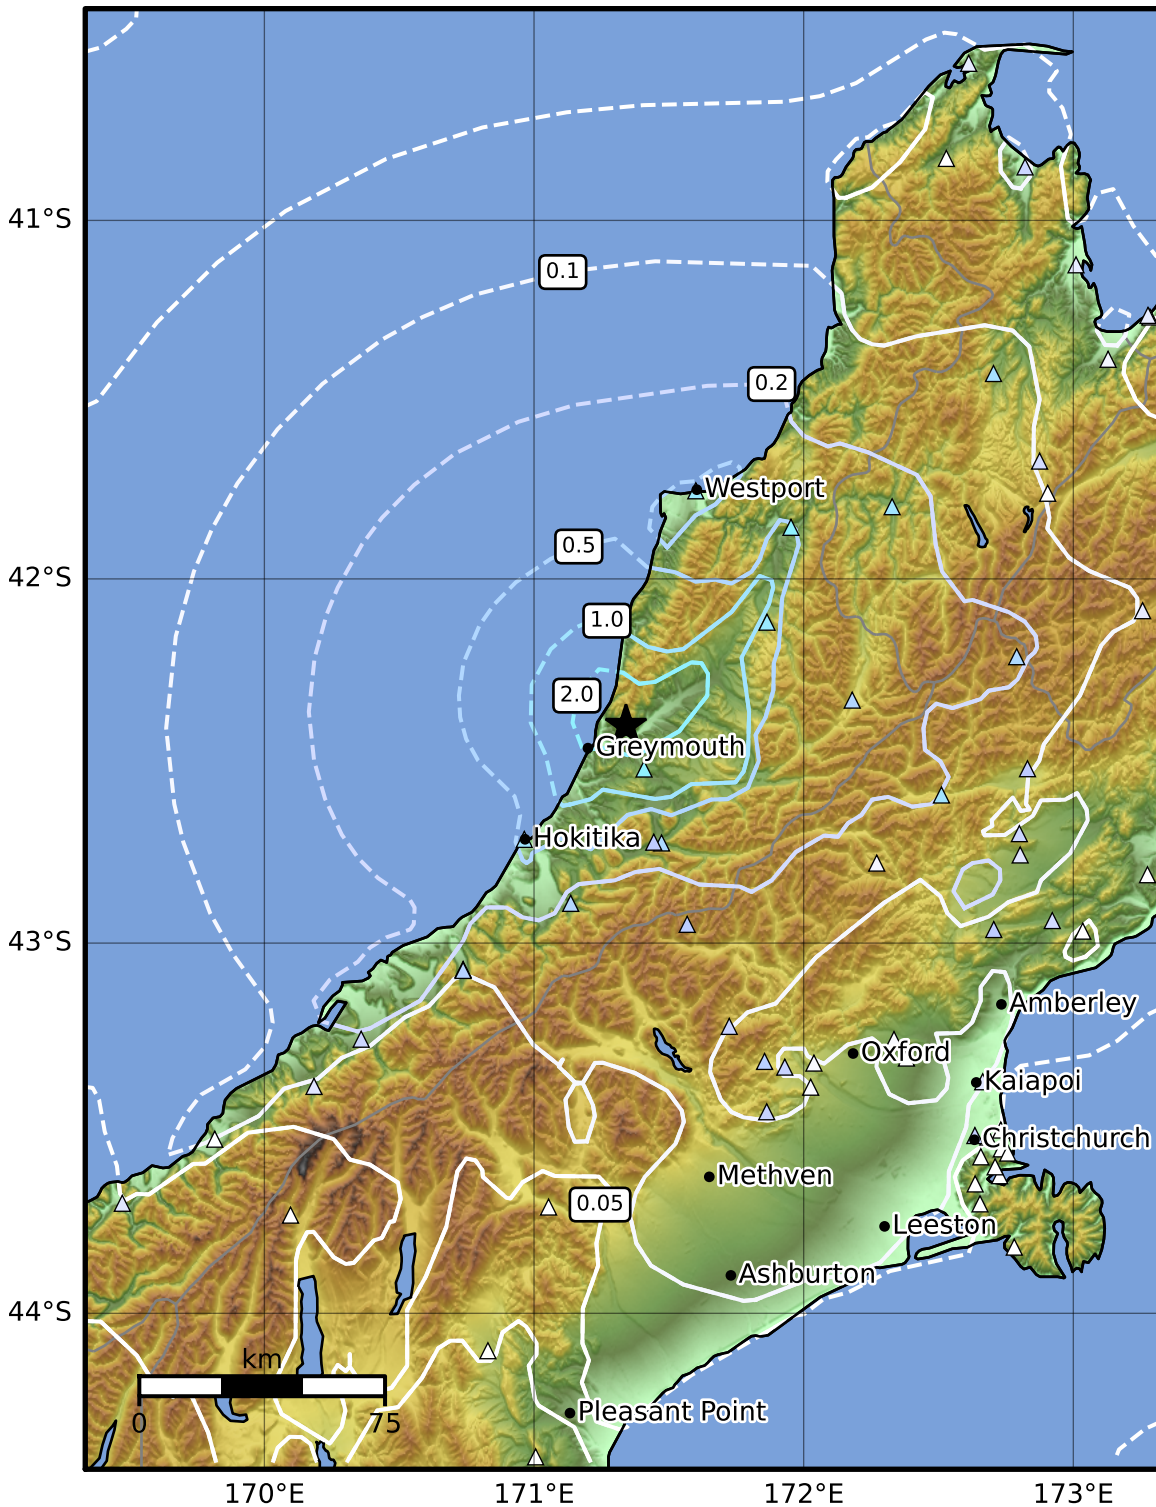 41°S
0.1
0.2
Westport
0.5
42°S
1.0
2.0
Greymouth
Hokitika
43°S
Amberley
Oxford
Kaiapoi
Christchurch
Methven
0.05
Leeston
Ashburton
44°S
km
0
75
Pleasant Point
170°E
171°E
172°E
173°E